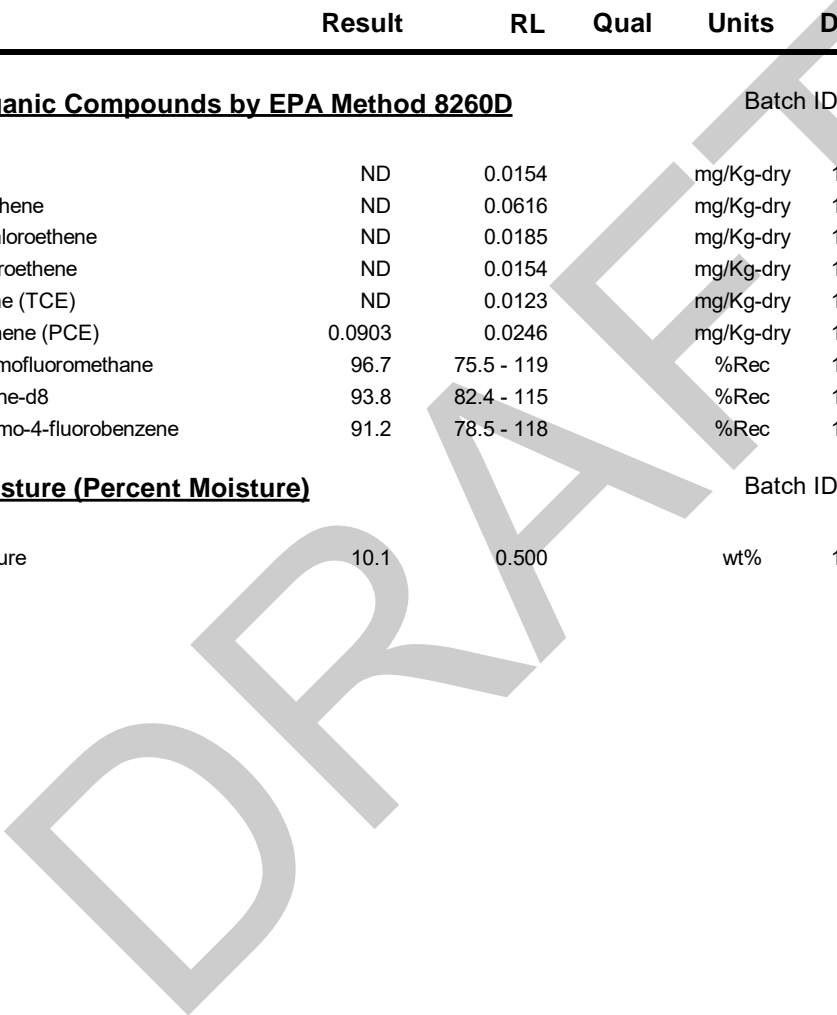 Result RL Qual Units D
ganic Compounds by EPA Method 8260D Batch ID
ND 0.0154 mg/Kg-dry 1
hene ND 0.0616 mg/Kg-dry 1
loroethene ND 0.0185 mg/Kg-dry 1
roethene ND 0.0154 mg/Kg-dry 1
ne (TCE) ND 0.0123 mg/Kg-dry 1
hene (PCE) 0.0903 0.0246 mg/Kg-dry 1
mofluoromethane 96.7 75.5 - 119 %Rec 1
ne-d8 93.8 82.4 - 115 %Rec 1
mo-4-fluorobenzene 91.2 78.5 - 118 %Rec 1
isture (Percent Moisture) Batch ID
ure 10.1 0.500 wt% 1
DRAFT